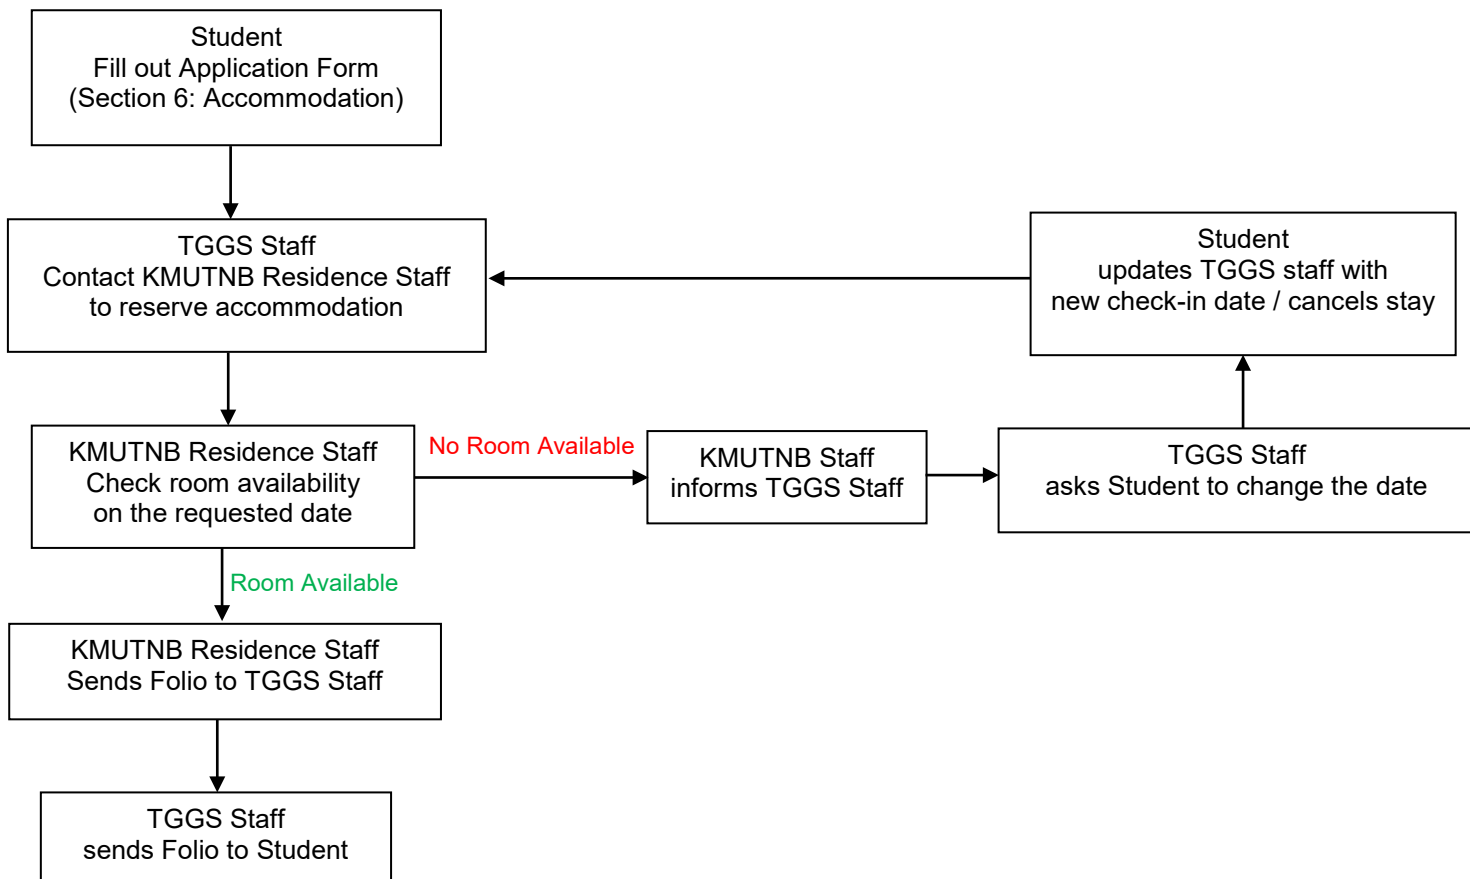 Student
Fill out Application Form
(Section 6: Accommodation)
TGGS Staff
Contact KMUTNB Residence Staff
to reserve accommodation
Student
updates TGGS staff with
new check-in date / cancels stay
KMUTNB Residence Staff
Check room availability
on the requested date
No Room Available
KMUTNB Staff
informs TGGS Staff
TGGS Staff
asks Student to change the date
Room Available
KMUTNB Residence Staff
Sends Folio to TGGS Staff
TGGS Staff
sends Folio to Student